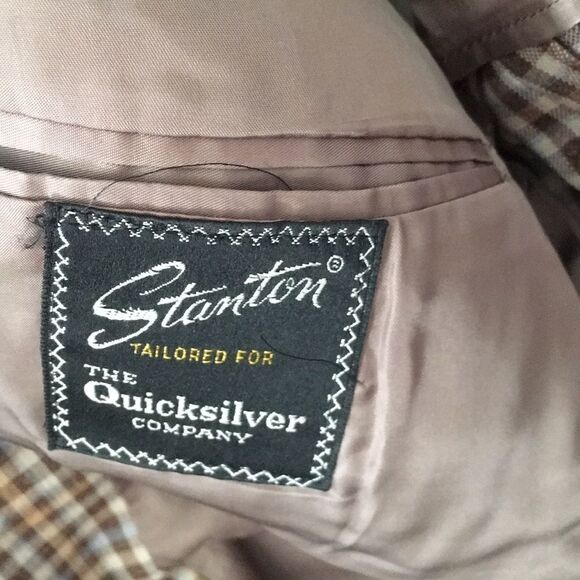 Stanton®
TAILORED FOR
THE
Quicksilver
COMPANY